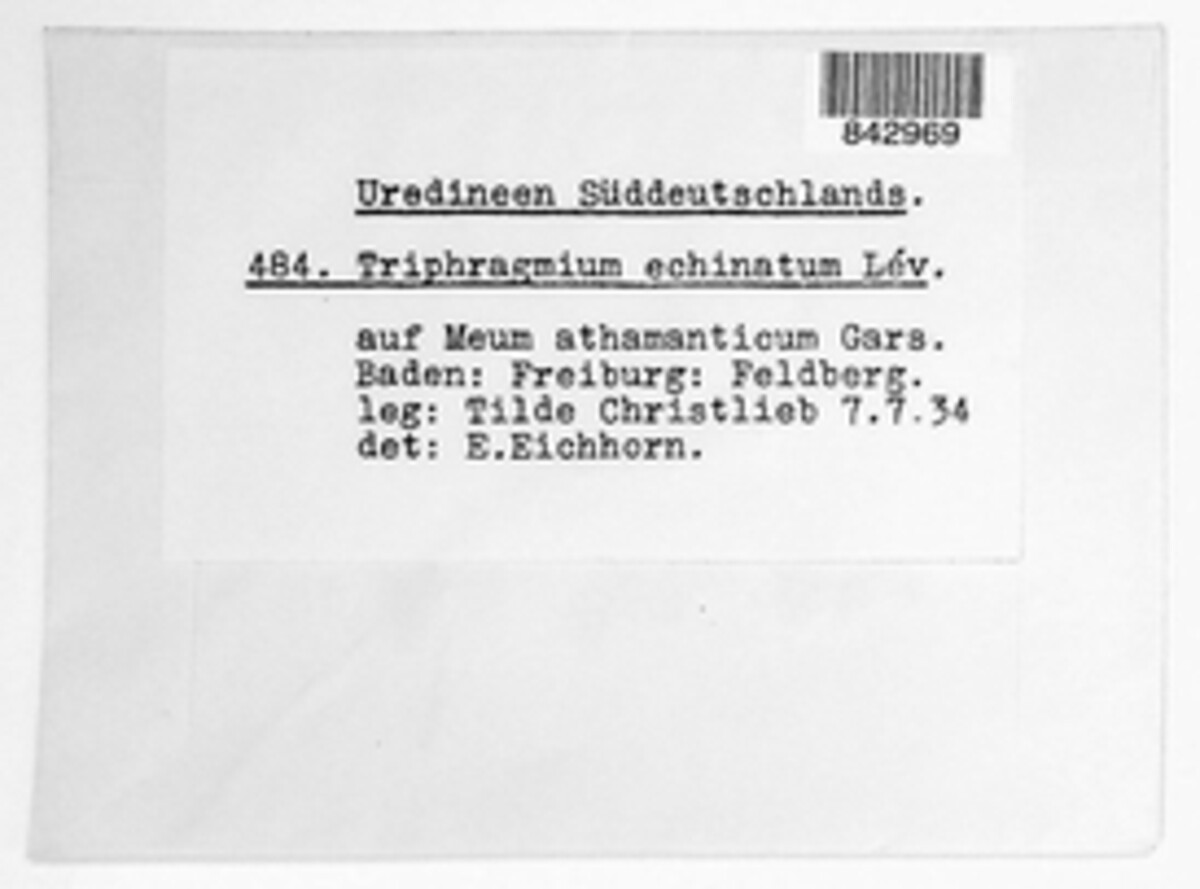 842969
Uredineen Süddeutschlands.
484. Triphragmium echinatum Lév.
auf Meum athamanticum Gars.
Baden: Freiburg: Feldberg.
leg: Tilde Christlieb 7.7.34
det: E.Eichhorn.